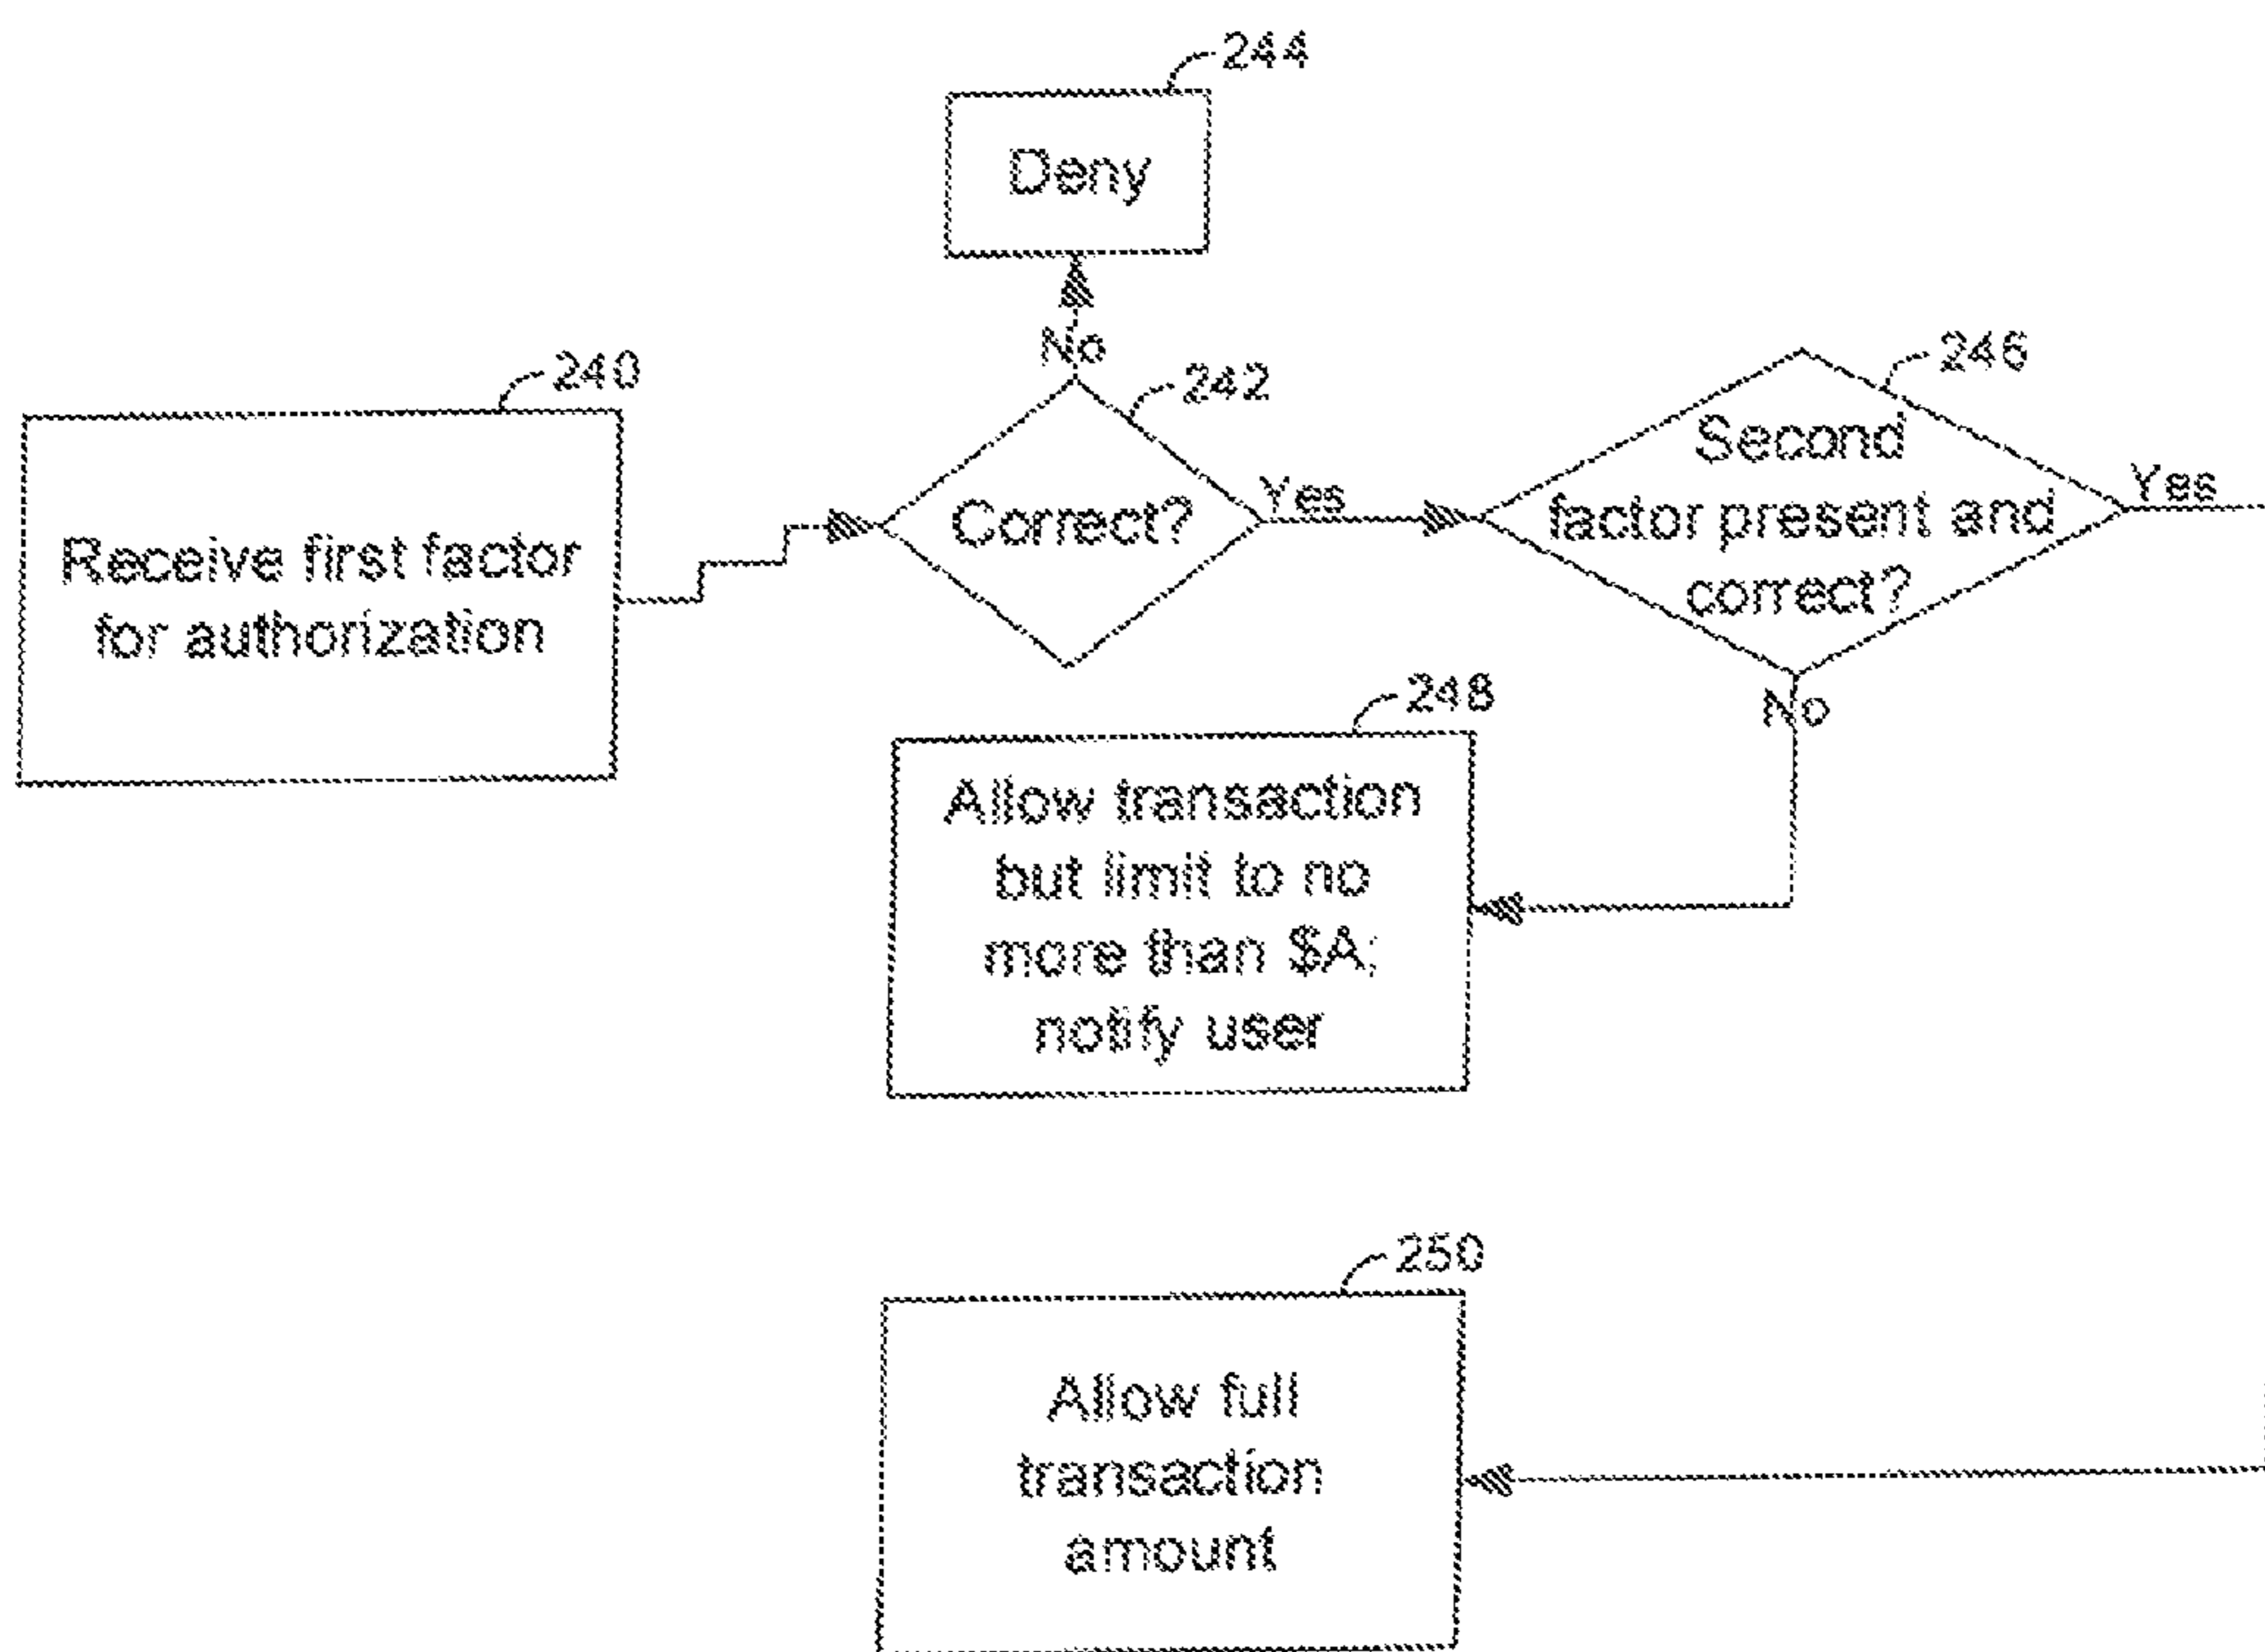 244
Deny
No
240
242
246
Receive first factor
for authorization
Correct?
Yes
Second
factor present and
correct?
Yes
No
248
Allow transaction
but limit to no
more than $A;
notify user
250
Allow full
transaction
amount